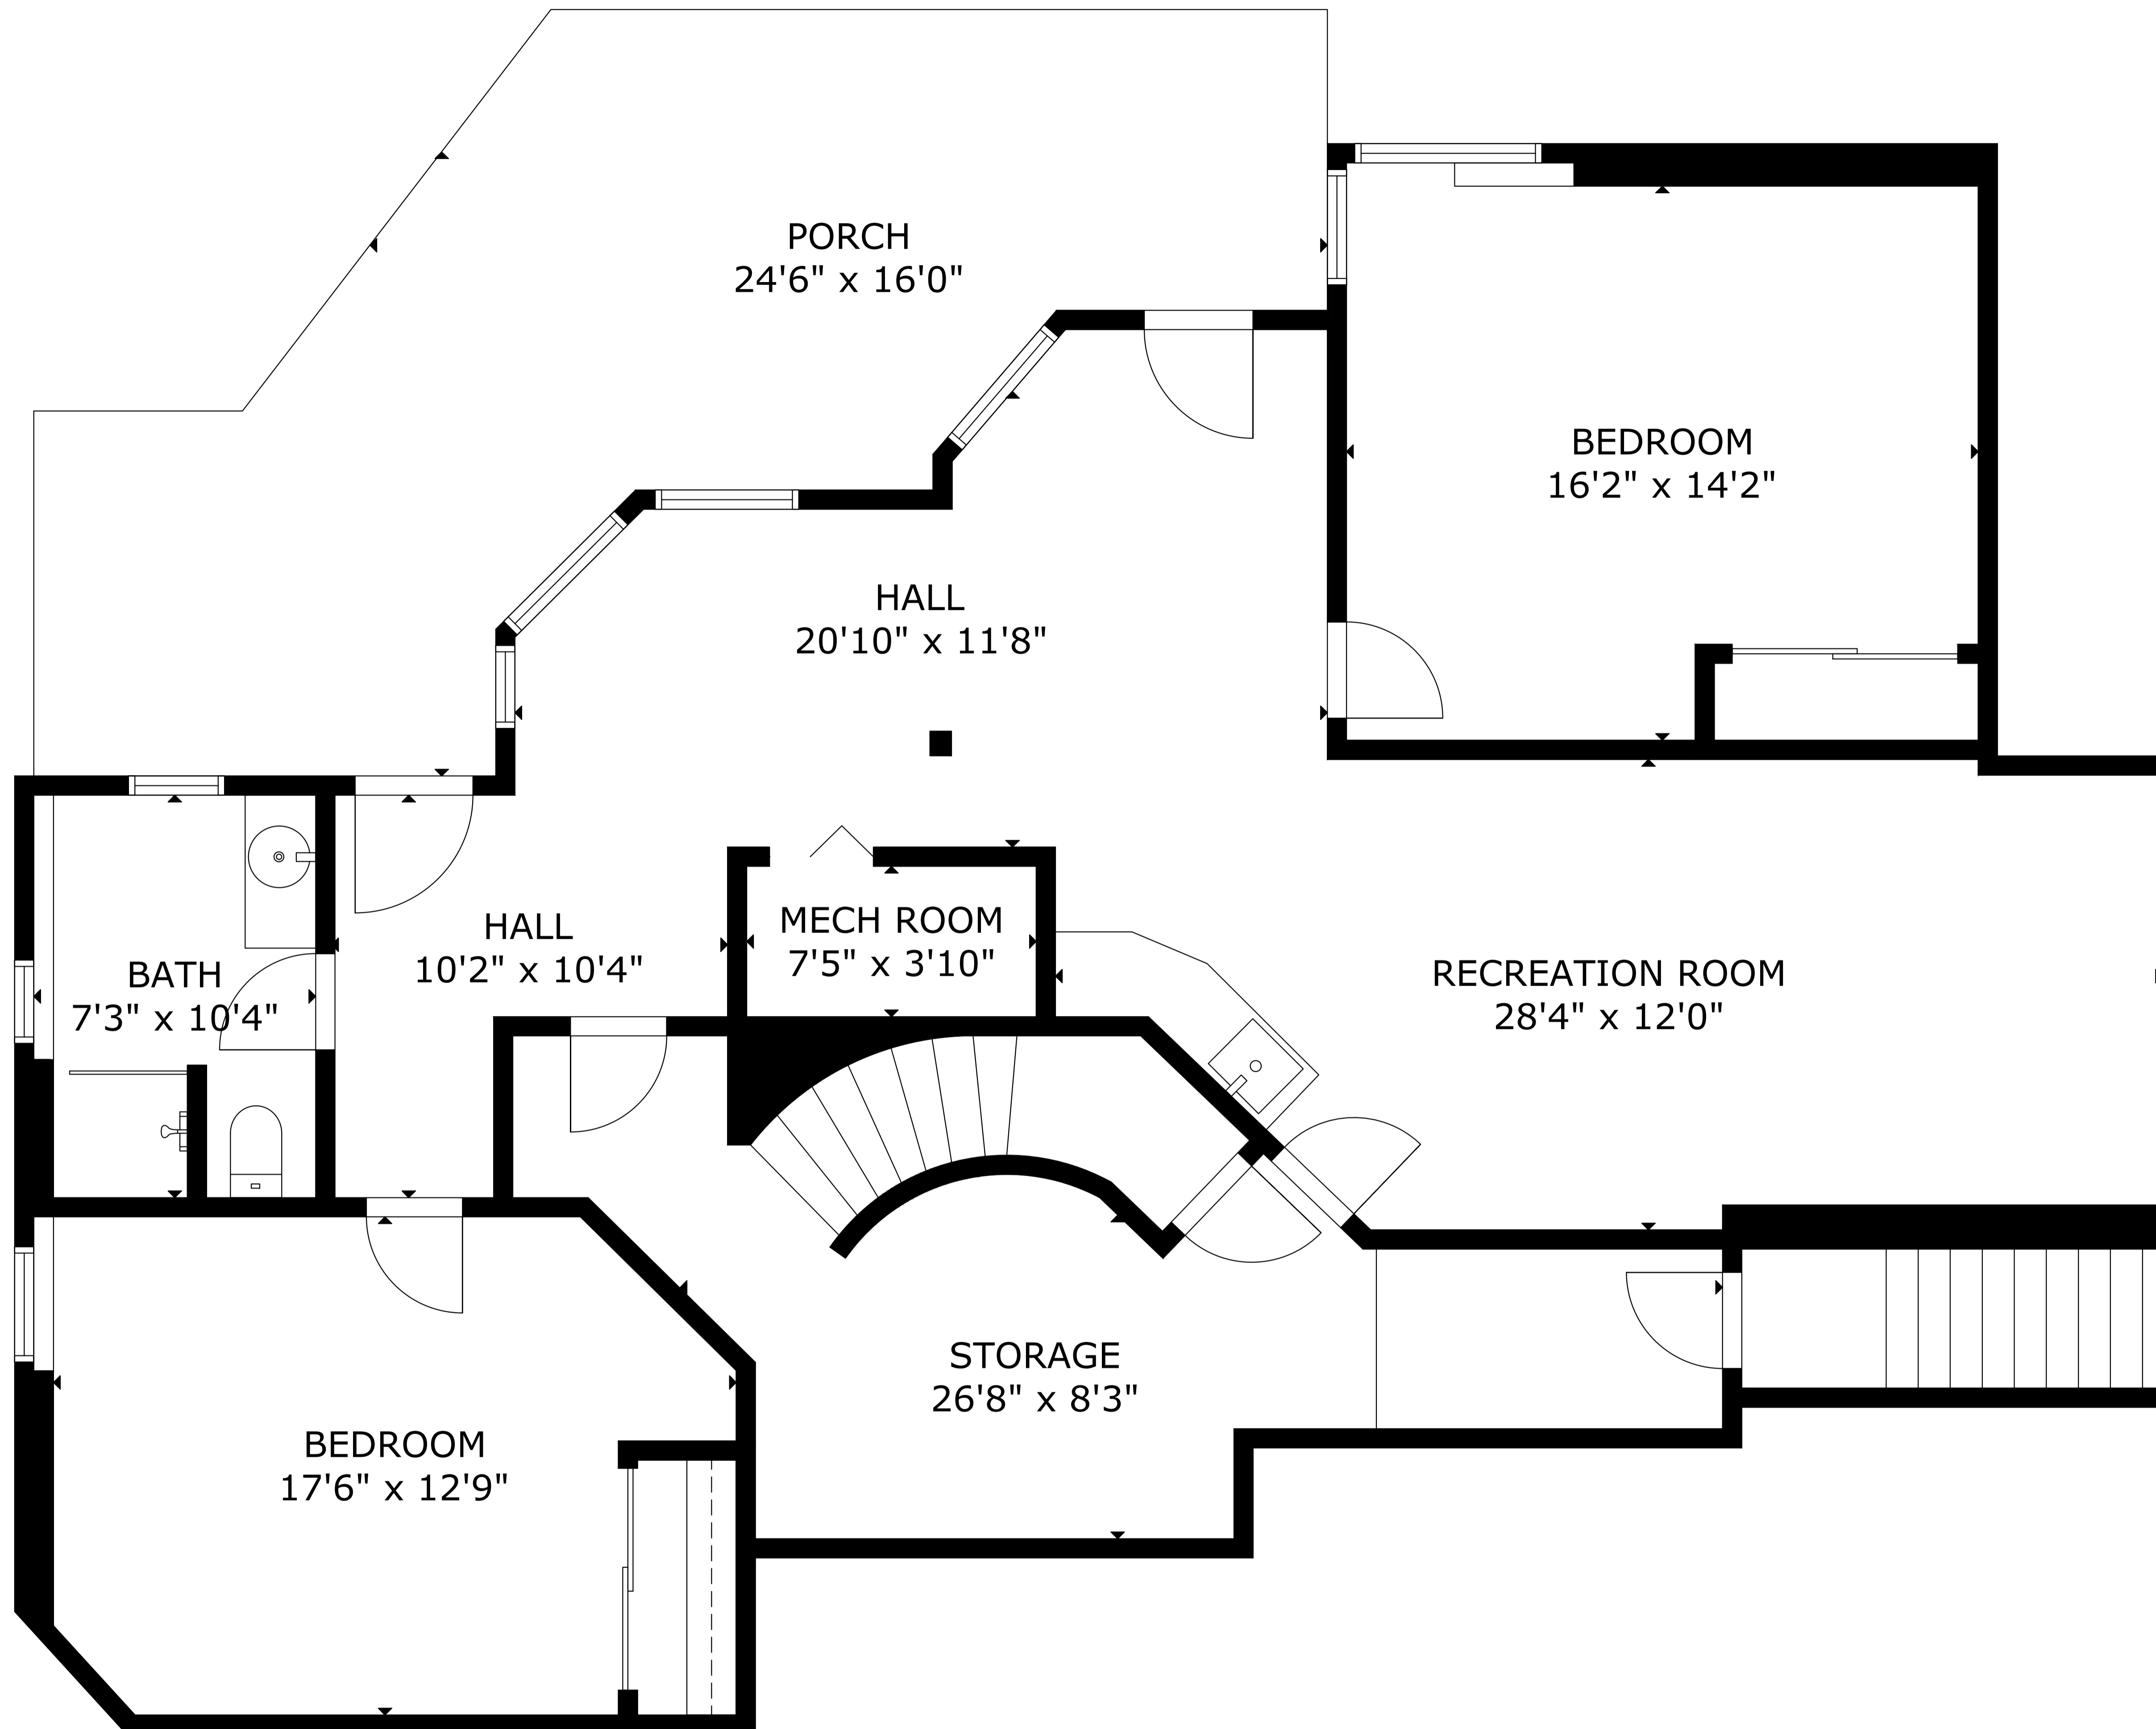 PORCH
24'6" x 16'0"
BEDROOM
16'2" x 14'2"
HALL
20'10" x 11'8"
HALL
10'2" x 10'4"
MECH ROOM
7'5" x 3'10"
BATH
7'3" x 10'4"
RECREATION ROOM
28'4" x 12'0"
STORAGE
26'8" x 8'3"
BEDROOM
17'6" x 12'9"